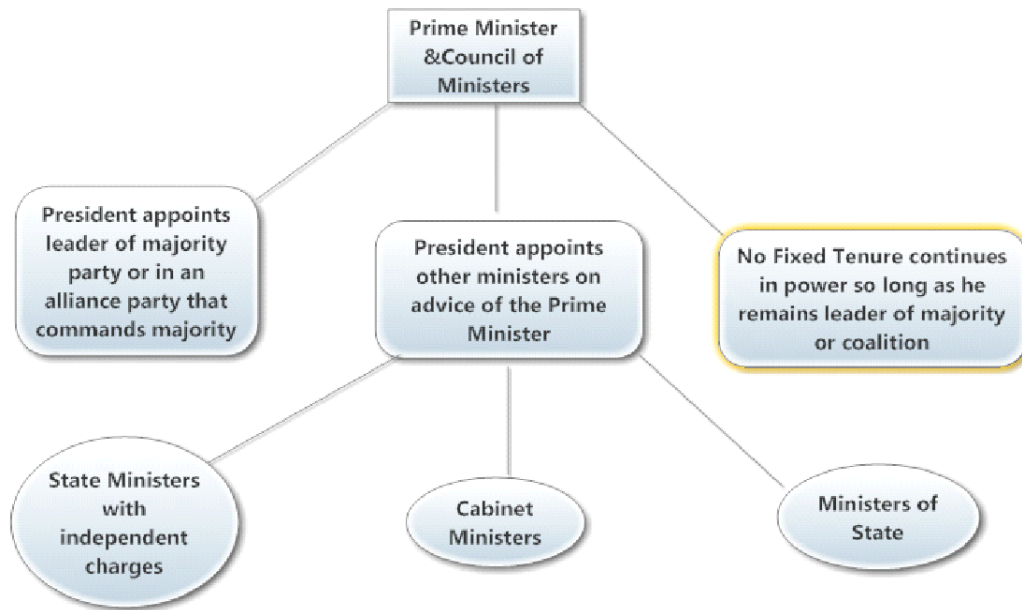 Prime Minister
&Council of
Ministers
President appoints
leader of majority
party or in an
alliance party that
commands majority
President appoints
other ministers on
advice of the Prime
Minister
No Fixed Tenure continues
in power so long as he
remains leader of majority
or coalition
State Ministers
with
independent
charges
Cabinet
Ministers
Ministers of
State